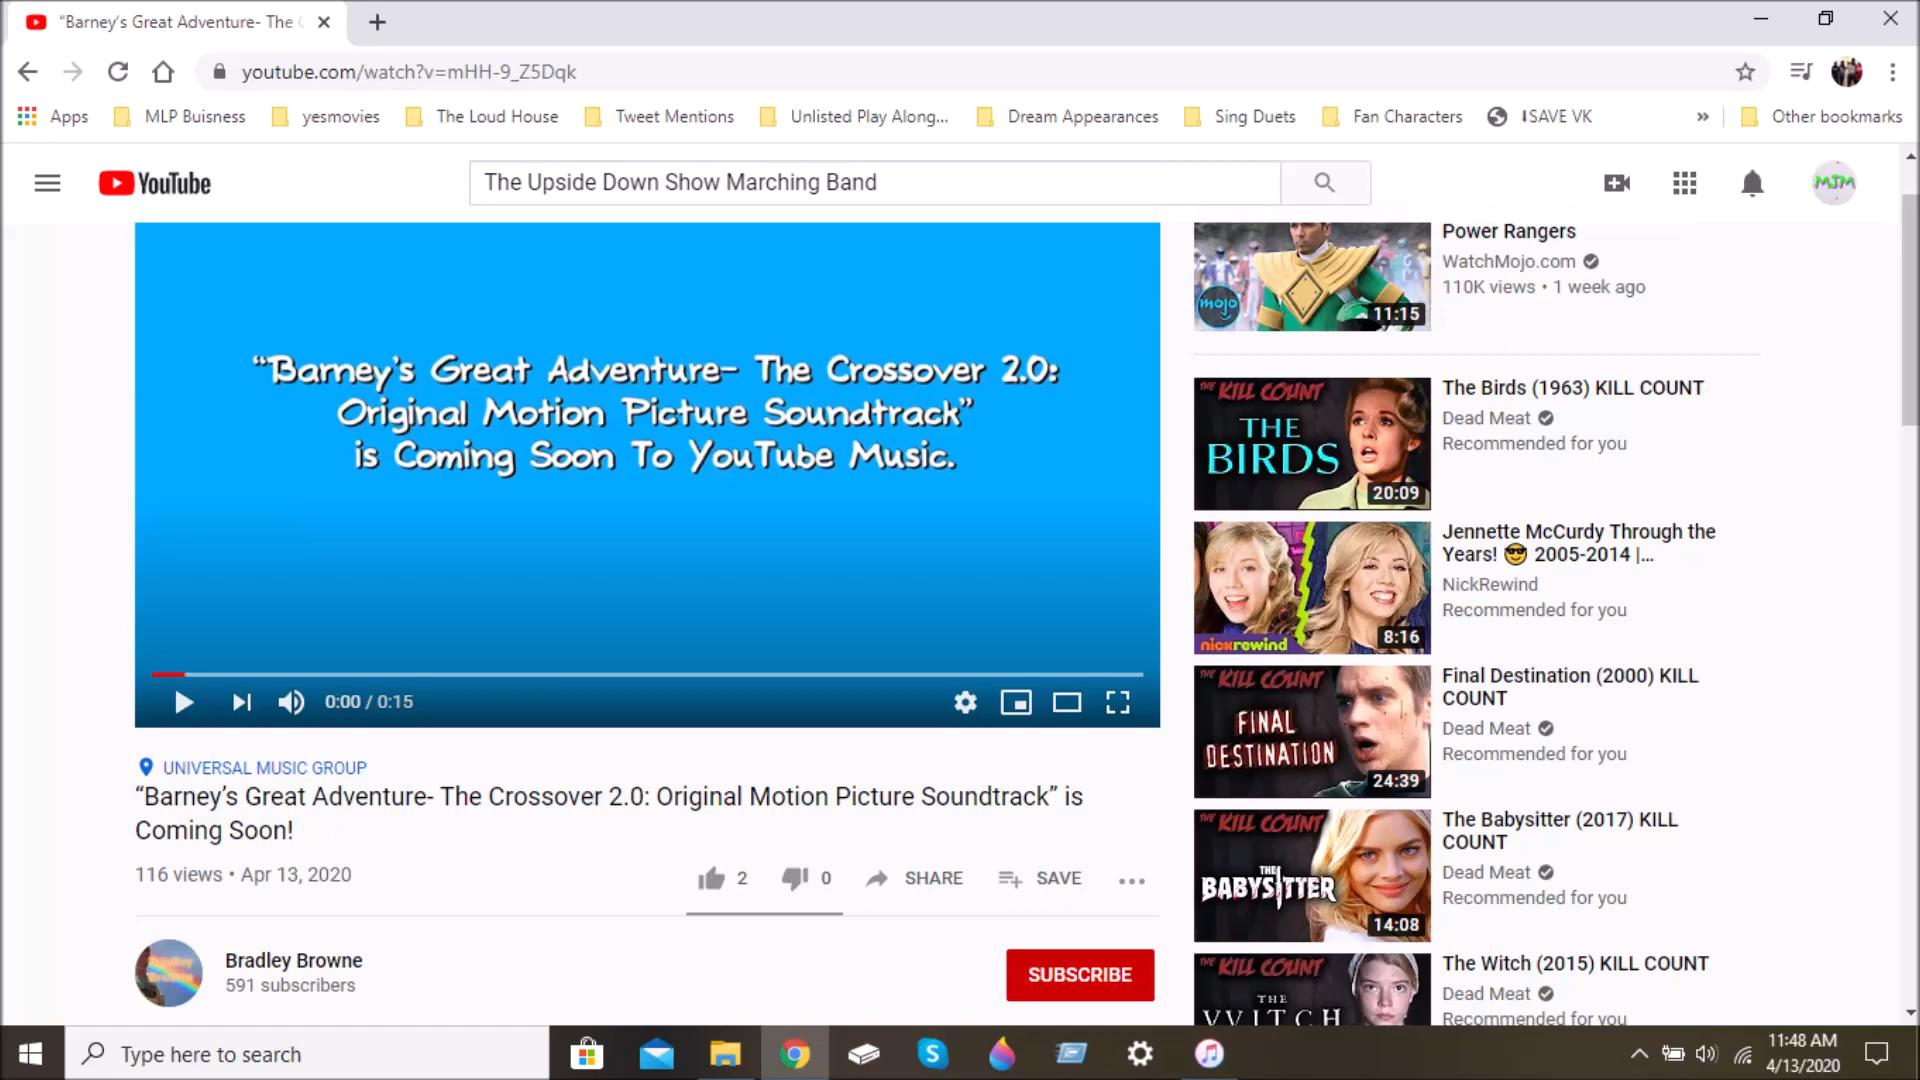 “Barney’s Great Adventure- The
youtube.com/watch?v=mHH-9_Z5Dqk
Apps MLP Buisness yesmovies The Loud House Tweet Mentions Unlisted Play Along... Dream Appearances Sing Duets Fan Characters ⬇SAVE VK » Other bookmarks
YouTube
The Upside Down Show Marching Band
MJM
“Barney’s Great Adventure- The Crossover 2.0:
Original Motion Picture Soundtrack”
is Coming Soon To YouTube Music.
0:00 / 0:15
UNIVERSAL MUSIC GROUP
“Barney’s Great Adventure- The Crossover 2.0: Original Motion Picture Soundtrack” is
Coming Soon!
116 views • Apr 13, 2020
2 0 SHARE SAVE
Bradley Browne
591 subscribers
SUBSCRIBE
mojo
11:15
Power Rangers
WatchMojo.com
110K views • 1 week ago
THE KILL COUNT
THE
BIRDS
20:09
The Birds (1963) KILL COUNT
Dead Meat
Recommended for you
nickrewind
8:16
Jennette McCurdy Through the
Years! 😎 2005-2014 |...
NickRewind
Recommended for you
THE KILL COUNT
FINAL
DESTINATION
24:39
Final Destination (2000) KILL
COUNT
Dead Meat
Recommended for you
THE KILL COUNT
THE
BABYSITTER
14:08
The Babysitter (2017) KILL
COUNT
Dead Meat
Recommended for you
THE KILL COUNT
THE
VVITCH
The Witch (2015) KILL COUNT
Dead Meat
Recommended for you
Type here to search
11:48 AM
4/13/2020